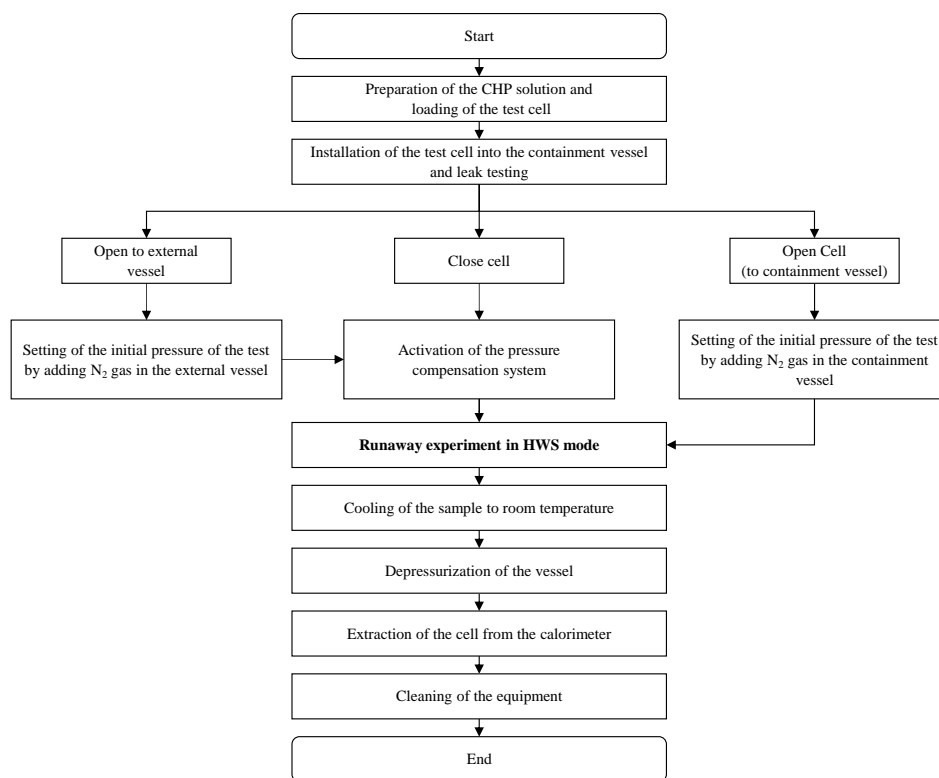 Start
Preparation of the CHP solution and
loading of the test cell
Installation of the test cell into the containment vessel
and leak testing
Open to external
vessel
Close cell
Open Cell
(to containment vessel)
Setting of the initial pressure of the test
by adding N₂ gas in the external vessel
Activation of the pressure
compensation system
Setting of the initial pressure of the test
by adding N₂ gas in the containment
vessel
Runaway experiment in HWS mode
Cooling of the sample to room temperature
Depressurization of the vessel
Extraction of the cell from the calorimeter
Cleaning of the equipment
End